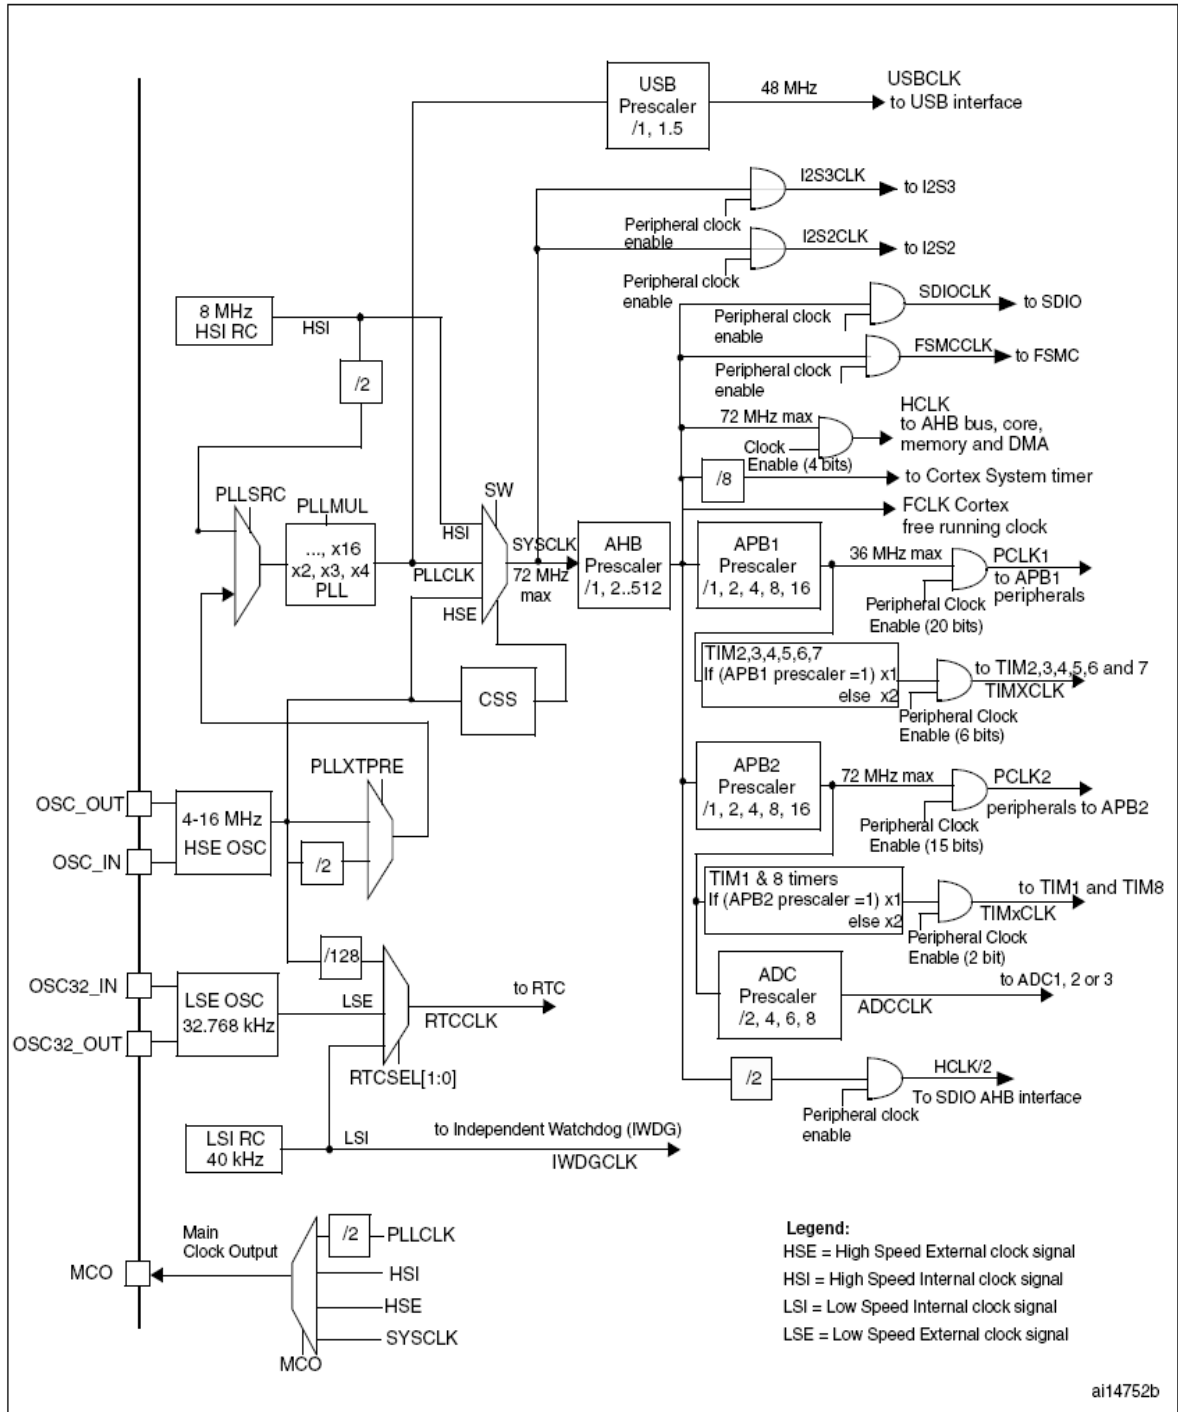 USB
Prescaler
/1, 1.5
48 MHz
USBCLK
to USB interface
I2S3CLK
to I2S3
Peripheral clock
enable
I2S2CLK
to I2S2
Peripheral clock
enable
8 MHz
HSI RC
HSI
/2
SDIOCLK
to SDIO
Peripheral clock
enable
FSMCCLK
to FSMC
Peripheral clock
enable
72 MHz max
HCLK
to AHB bus, core,
memory and DMA
Clock
Enable (4 bits)
/8
to Cortex System timer
FCLK Cortex
free running clock
PLLSRC
PLLMUL
..., x16
x2, x3, x4
PLL
SW
HSI
PLLCLK
HSE
SYSCLK
72 MHz
max
AHB
Prescaler
/1, 2..512
APB1
Prescaler
/1, 2, 4, 8, 16
36 MHz max
PCLK1
to APB1
peripherals
Peripheral Clock
Enable (20 bits)
TIM2,3,4,5,6,7
If (APB1 prescaler =1) x1
else x2
to TIM2,3,4,5,6 and 7
TIMXCLK
Peripheral Clock
Enable (6 bits)
CSS
PLLXTPRE
OSC_OUT
OSC_IN
4-16 MHz
HSE OSC
/2
APB2
Prescaler
/1, 2, 4, 8, 16
72 MHz max
PCLK2
peripherals to APB2
Peripheral Clock
Enable (15 bits)
TIM1 & 8 timers
If (APB2 prescaler =1) x1
else x2
to TIM1 and TIM8
TIMxCLK
Peripheral Clock
Enable (2 bit)
/128
OSC32_IN
OSC32_OUT
LSE OSC
32.768 kHz
LSE
to RTC
RTCCLK
RTCSEL[1:0]
ADC
Prescaler
/2, 4, 6, 8
to ADC1, 2 or 3
ADCCLK
/2
HCLK/2
To SDIO AHB interface
Peripheral clock
enable
LSI RC
40 kHz
LSI
to Independent Watchdog (IWDG)
IWDGCLK
Main
Clock Output
MCO
/2
PLLCLK
HSI
HSE
SYSCLK
MCO
Legend:
HSE = High Speed External clock signal
HSI = High Speed Internal clock signal
LSI = Low Speed Internal clock signal
LSE = Low Speed External clock signal
ai14752b